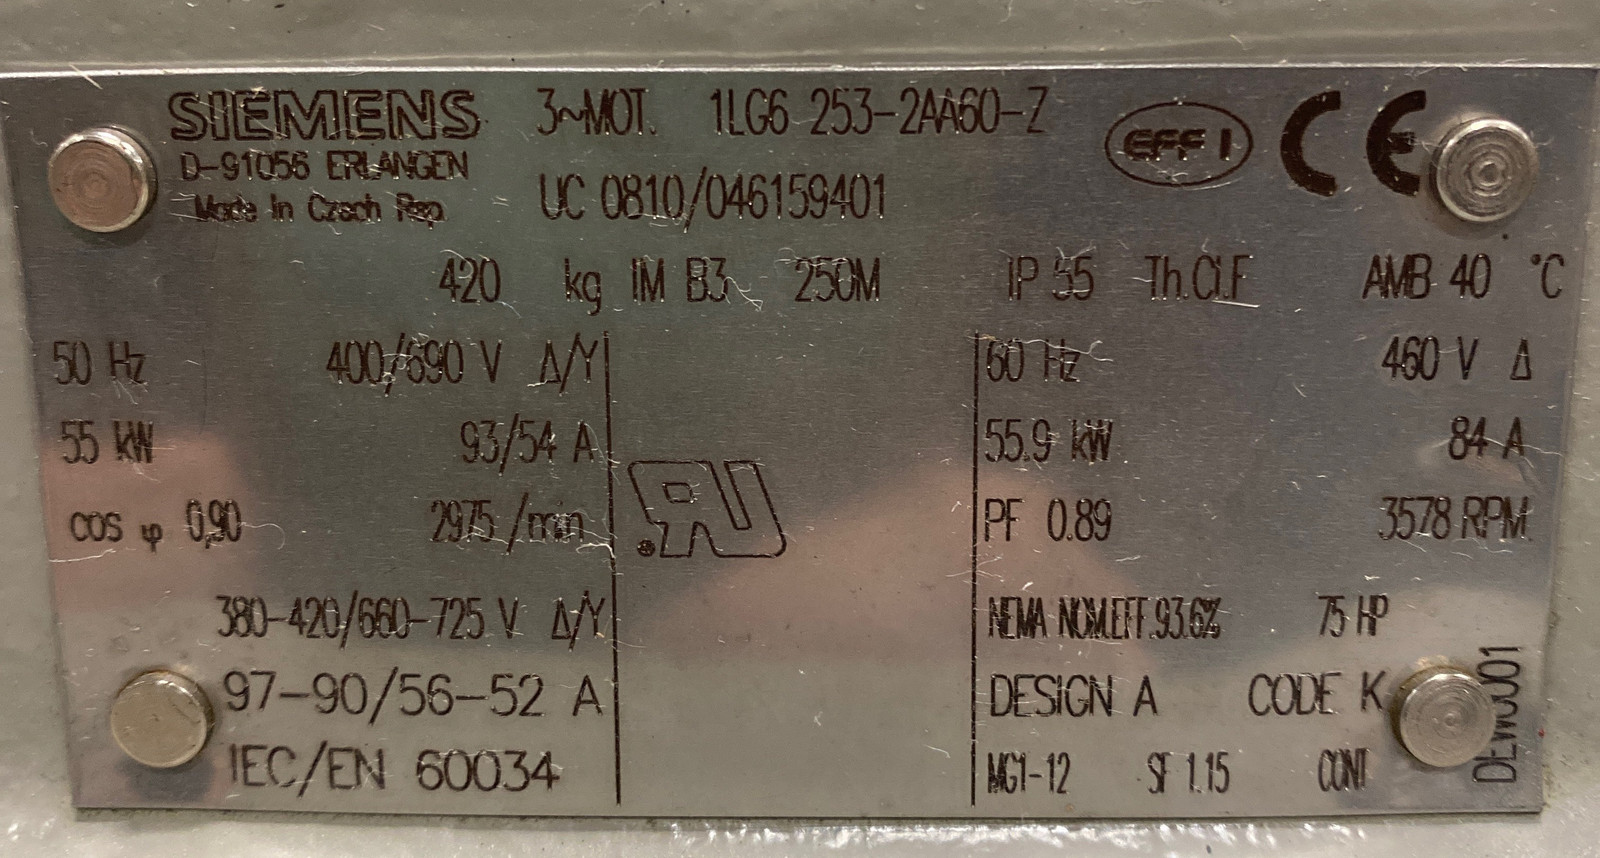 SIEMENS 3~MOT. 1LG6 253-2AA60-Z EFF 1 CE
D-91056 ERLANGEN
Made In Czech Rep. UC 0810/046159401
420 kg IM B3 250M IP 55 Th.Cl.F AMB 40 °C
50 Hz 400/690 V Δ/Y
55 kW 93/54 A
cos φ 0,90 2975 /min
380-420/660-725 V Δ/Y
97-90/56-52 A
IEC/EN 60034
60 Hz 460 V Δ
55.9 kW 84 A
PF 0.89 3578 RPM
NEMA NOM.EFF.93.6% 75 HP
DESIGN A CODE K
MG1-12 SF 1.15 CONT